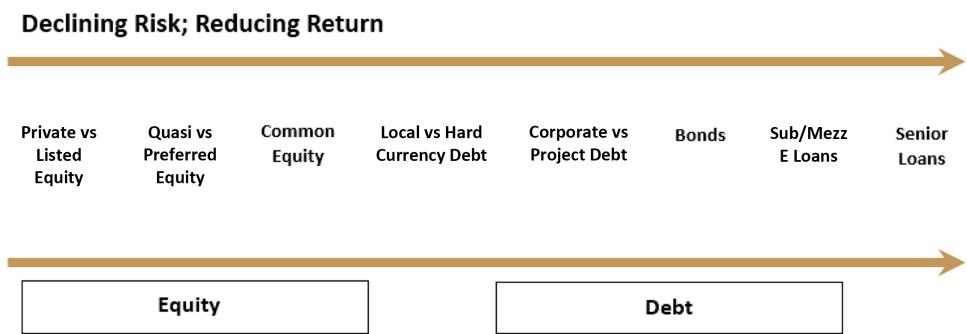 Declining Risk; Reducing Return
Private vs
Listed
Equity
Quasi vs
Preferred
Equity
Common
Equity
Local vs Hard
Currency Debt
Corporate vs
Project Debt
Bonds
Sub/Mezz
E Loans
Senior
Loans
Equity
Debt